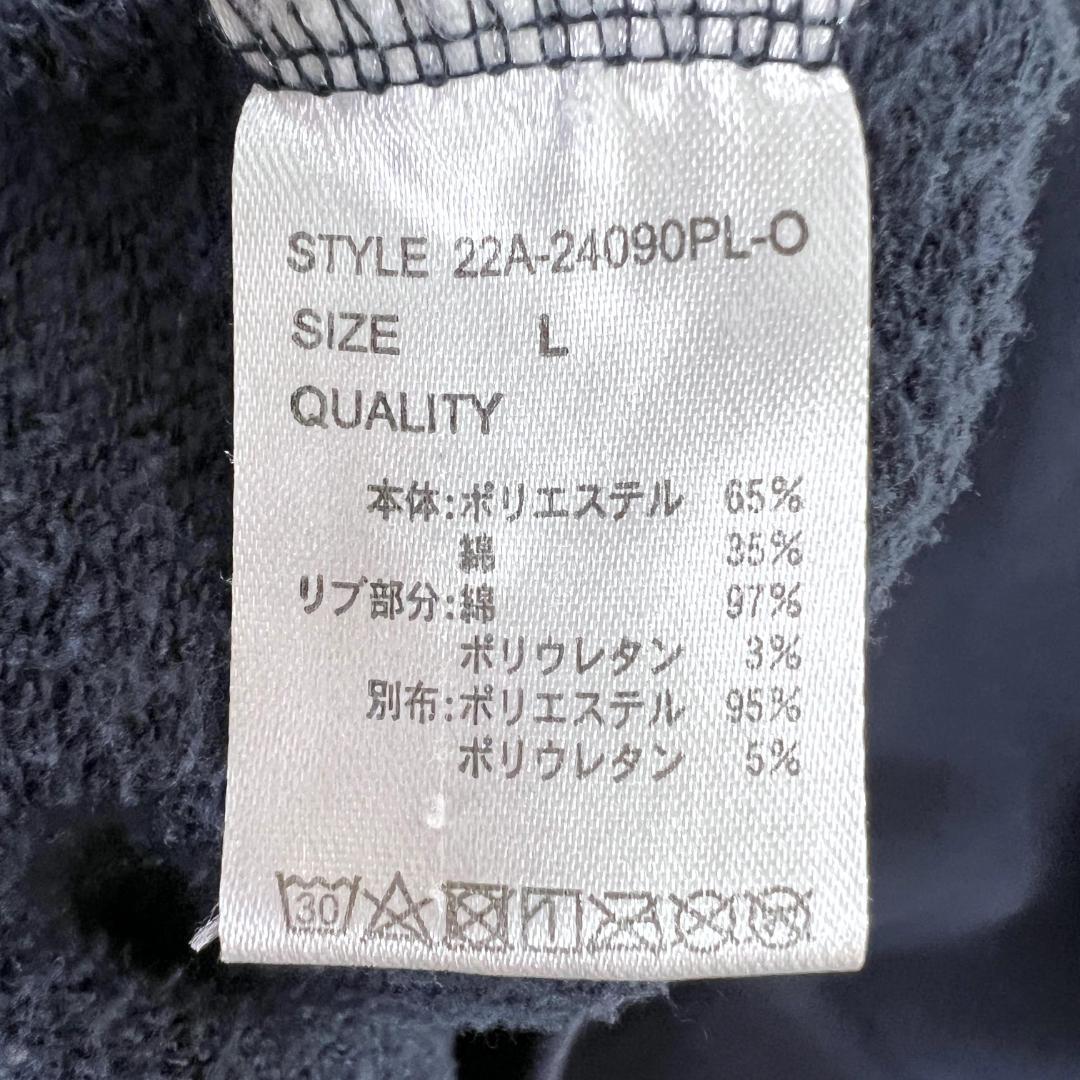 STYLE 22A-24090PL-O
SIZE L
QUALITY
本体:ポリエステル 65%
綿 35%
リブ部分:綿 97%
ポリウレタン 3%
別布:ポリエステル 95%
ポリウレタン 5%
30